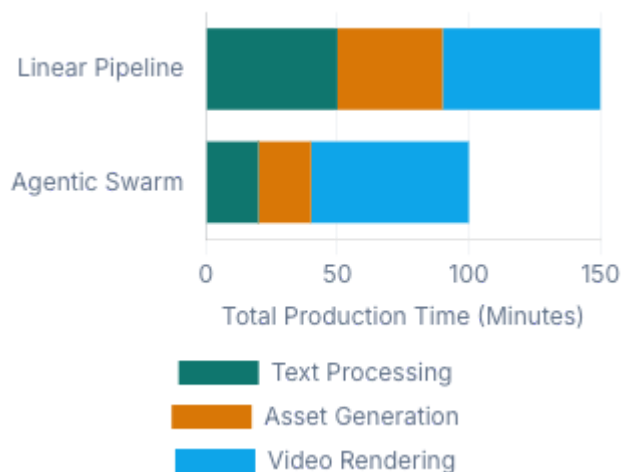 Linear Pipeline
Agentic Swarm
0 50 100 150
Total Production Time (Minutes)
Text Processing
Asset Generation
Video Rendering